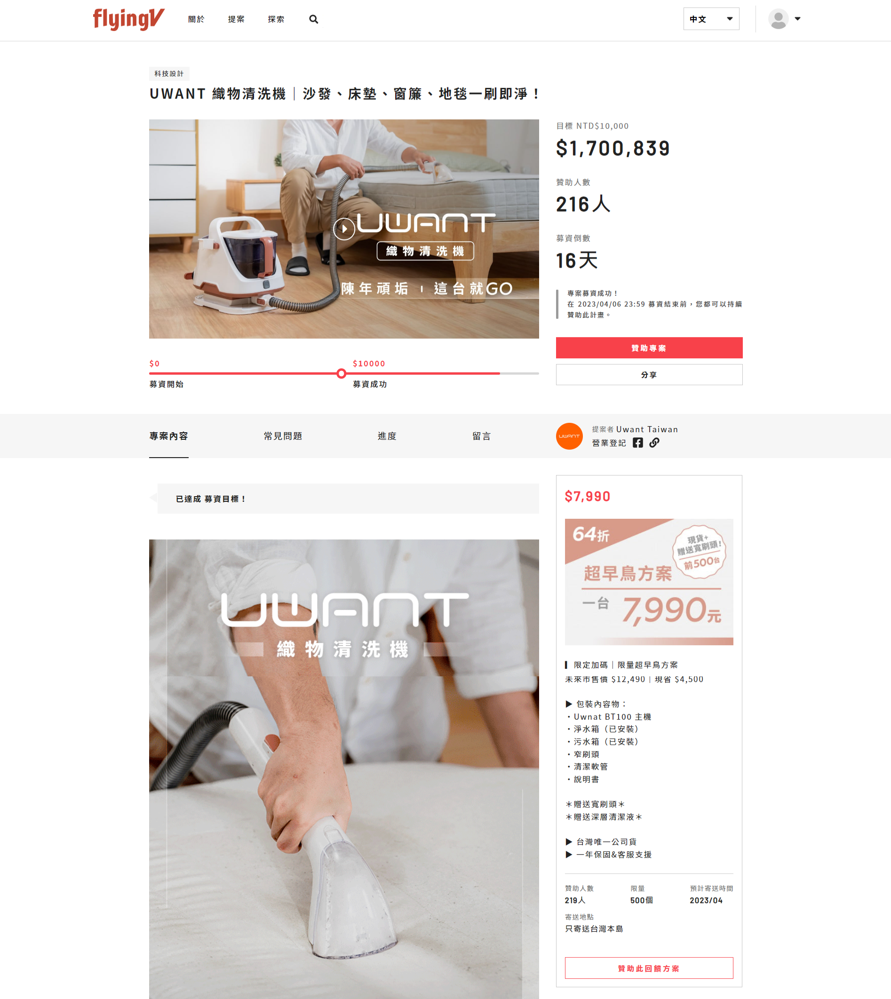 flyingV
關於
提案
探索
中文
科技設計
UWANT 織物清洗機｜沙發、床墊、窗簾、地毯一刷即淨！
UWANT
織物清洗機
陳年頑垢 ı 這台就GO
目標 NTD$10,000
$1,700,839
贊助人數
216人
募資倒數
16天
專案募資成功！
在 2023/04/06 23:59 募資結束前，您都可以持續
贊助此計畫。
贊助專案
分享
$0
$10000
募資開始
募資成功
專案內容
常見問題
進度
留言
UWANT
提案者 Uwant Taiwan
營業登記
已達成 募資目標！
UWANT
織物清洗機
$7,990
64折
現貨+
贈送寬刷頭!
前500台
超早鳥方案
一台 7,990元
▍限定加碼｜限量超早鳥方案
未來市售價 $12,490｜現省 $4,500
▶ 包裝內容物：
・Uwnat BT100 主機
・淨水箱（已安裝）
・污水箱（已安裝）
・窄刷頭
・清潔軟管
・說明書
＊贈送寬刷頭＊
＊贈送深層清潔液＊
▶ 台灣唯一公司貨
▶ 一年保固&客服支援
贊助人數
219人
限量
500個
預計寄送時間
2023/04
寄送地點
只寄送台灣本島
贊助此回饋方案